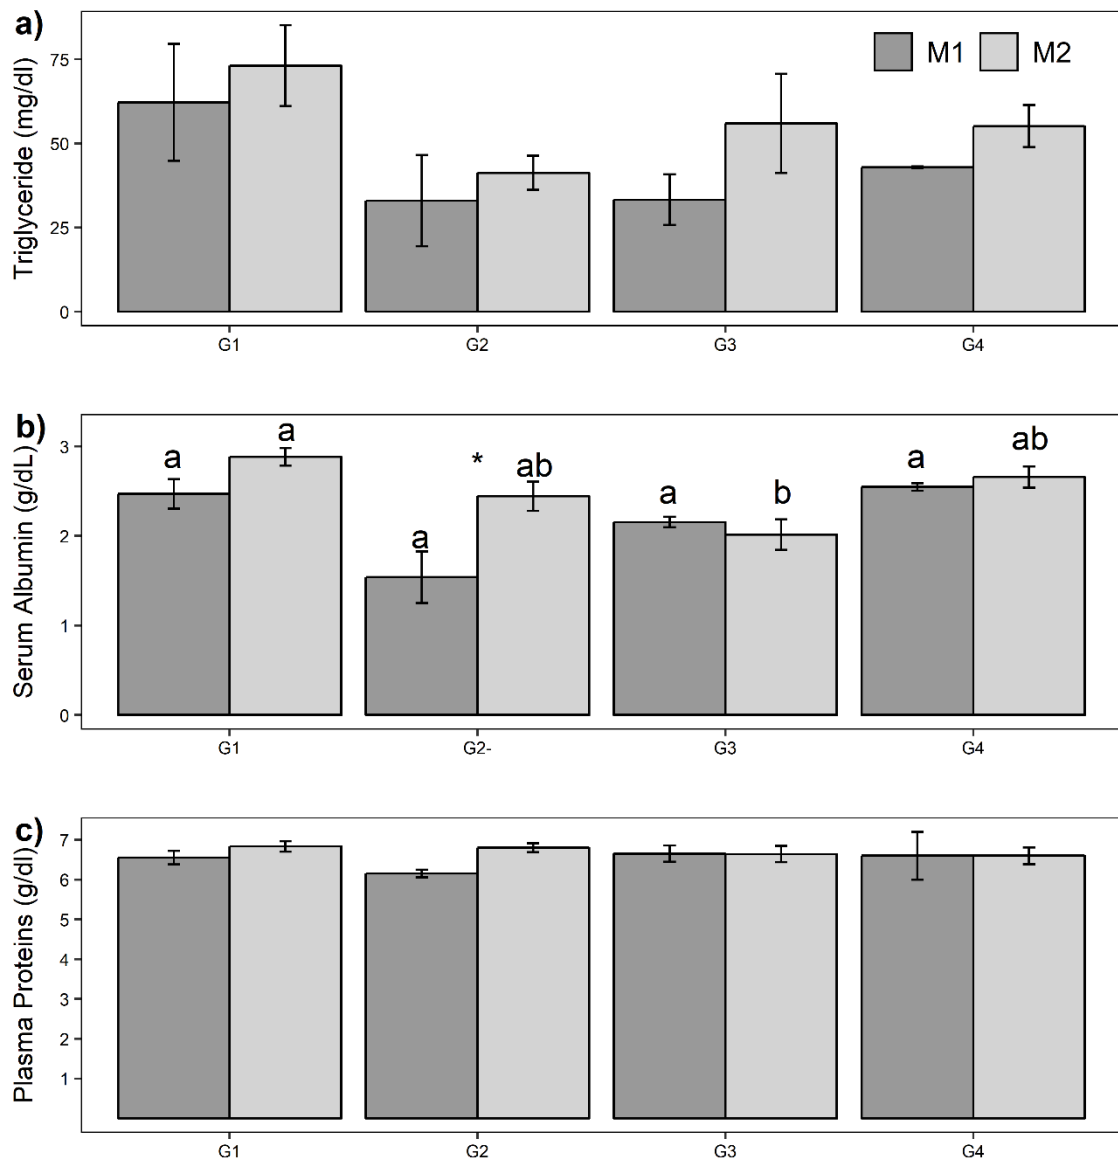 a)
Triglyceride (mg/dl)
75
50
25
0
M1 M2
G1 G2 G3 G4
b)
Serum Albumin (g/dL)
3
2
1
0
a a a * ab a b a ab
G1 G2- G3 G4
c)
Plasma Proteins (g/dl)
7
6
5
4
3
2
1
G1 G2 G3 G4